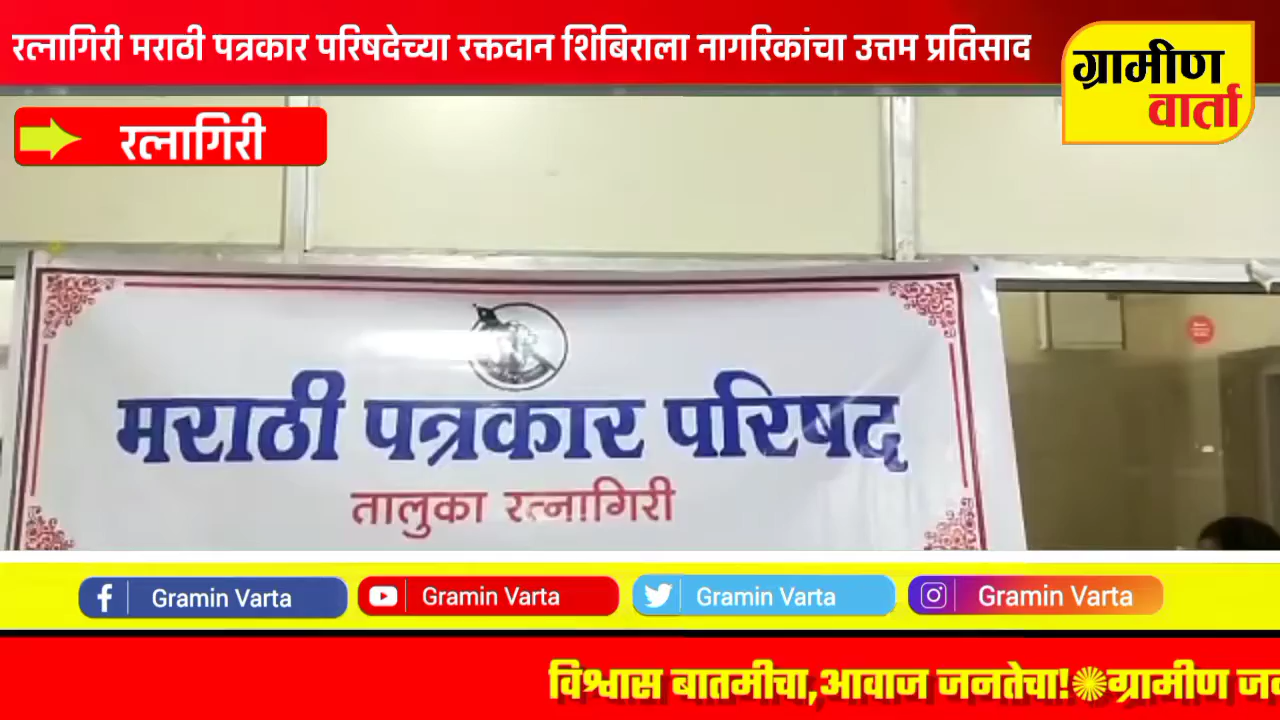 रत्नागिरी मराठी पत्रकार परिषदेच्या रक्तदान शिबिराला नागरिकांचा उत्तम प्रतिसाद
ग्रामीण
वार्ता
रत्नागिरी
मराठी पत्रकार परिषद
तालुका रत्नागिरी
Gramin Varta
Gramin Varta
Gramin Varta
Gramin Varta
विश्वास बातमीचा,आवाज जनतेचा!
ग्रामीण